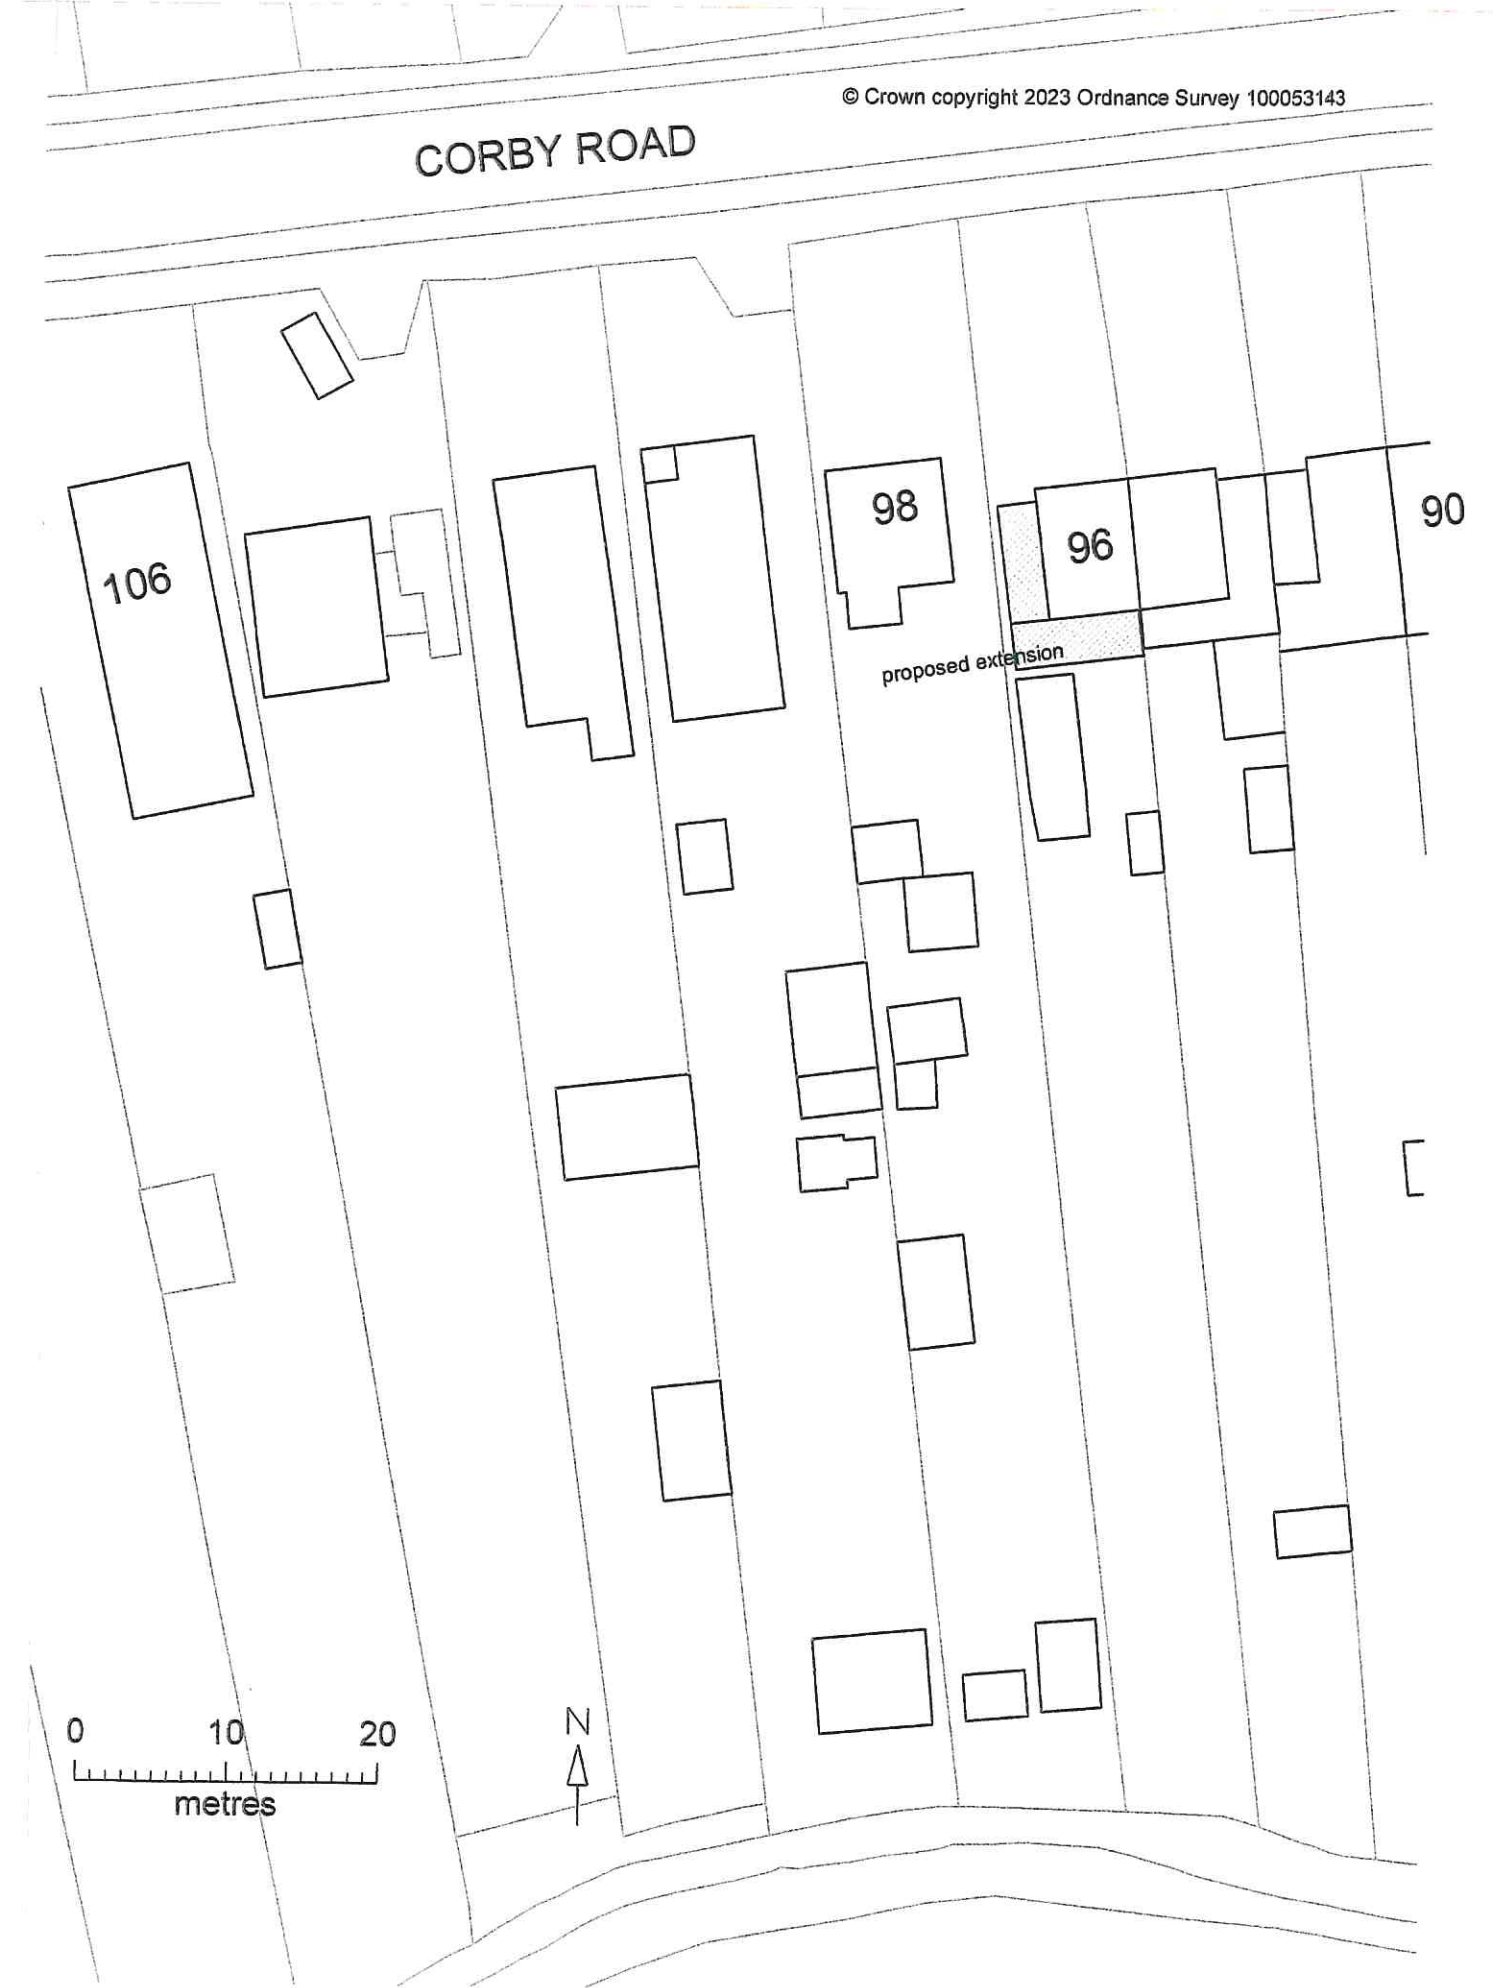 © Crown copyright 2023 Ordnance Survey 100053143
CORBY ROAD
98
96
90
106
proposed extension
0 10 20
metres
N